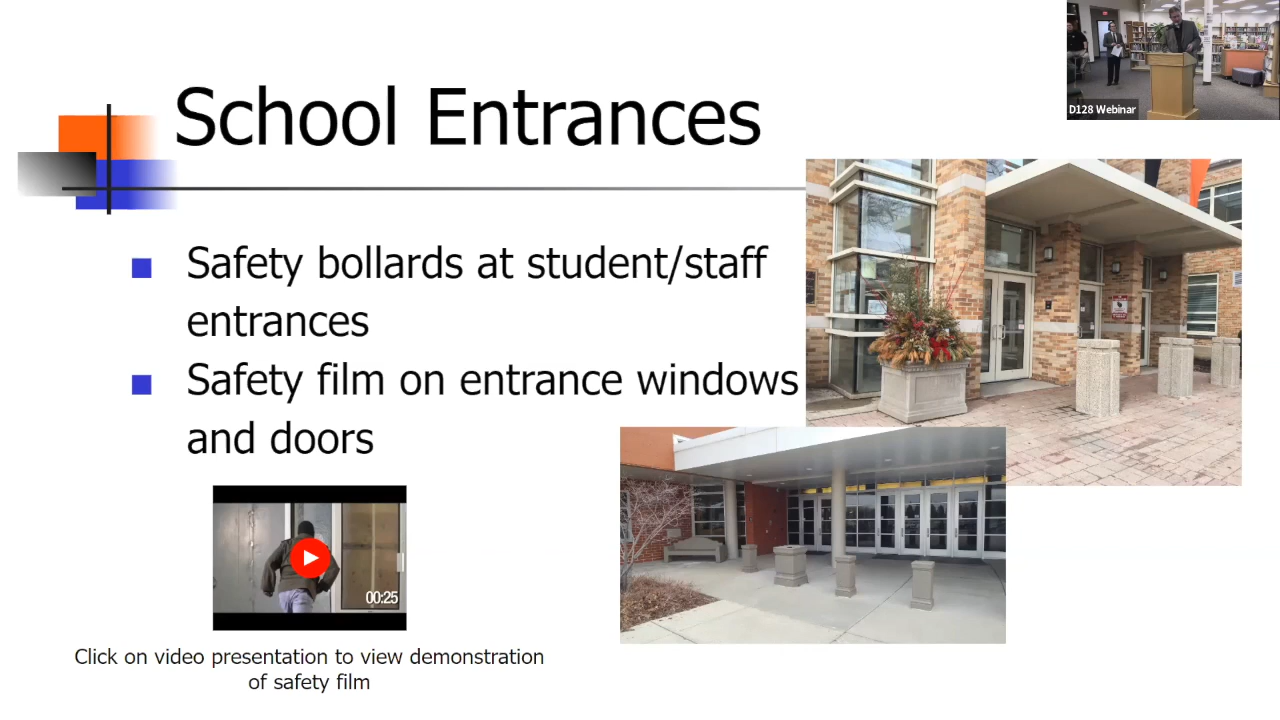 D128 Webinar
School Entrances
Safety bollards at student/staff
entrances
Safety film on entrance windows
and doors
00:25
Click on video presentation to view demonstration
of safety film